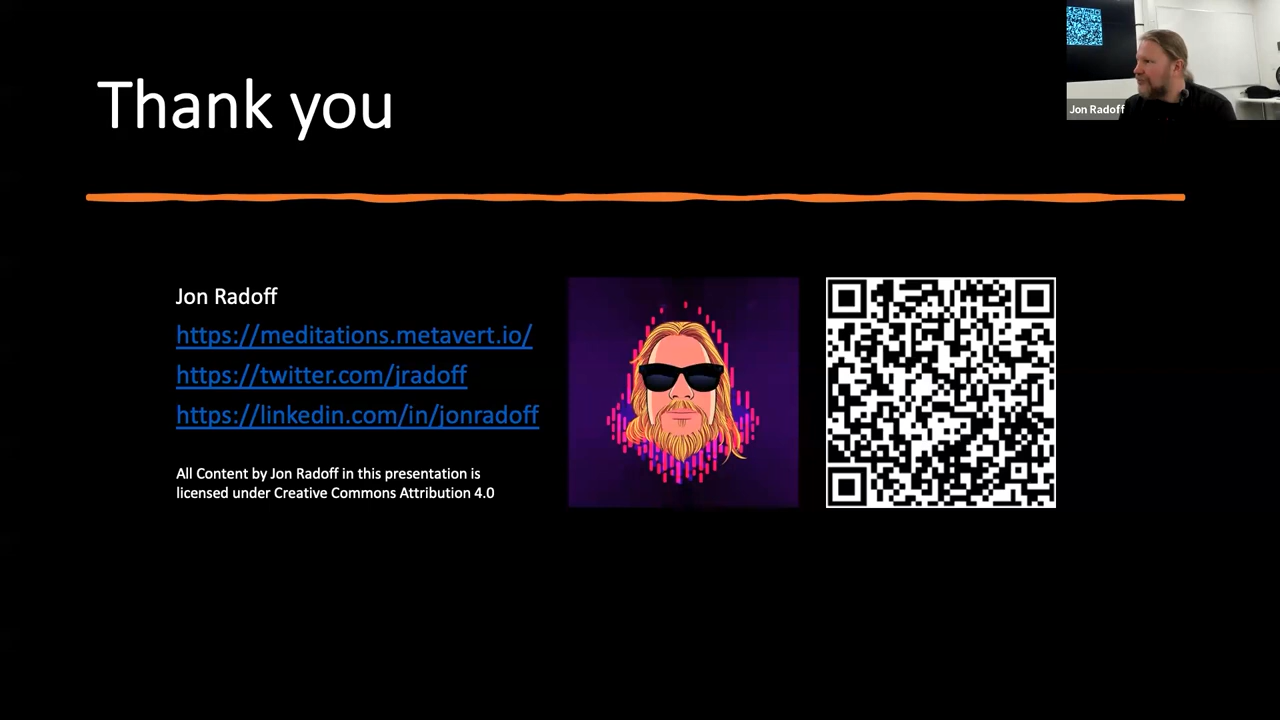 Thank you
Jon Radoff
Jon Radoff
https://meditations.metavert.io/
https://twitter.com/jradoff
https://linkedin.com/in/jonradoff
All Content by Jon Radoff in this presentation is
licensed under Creative Commons Attribution 4.0